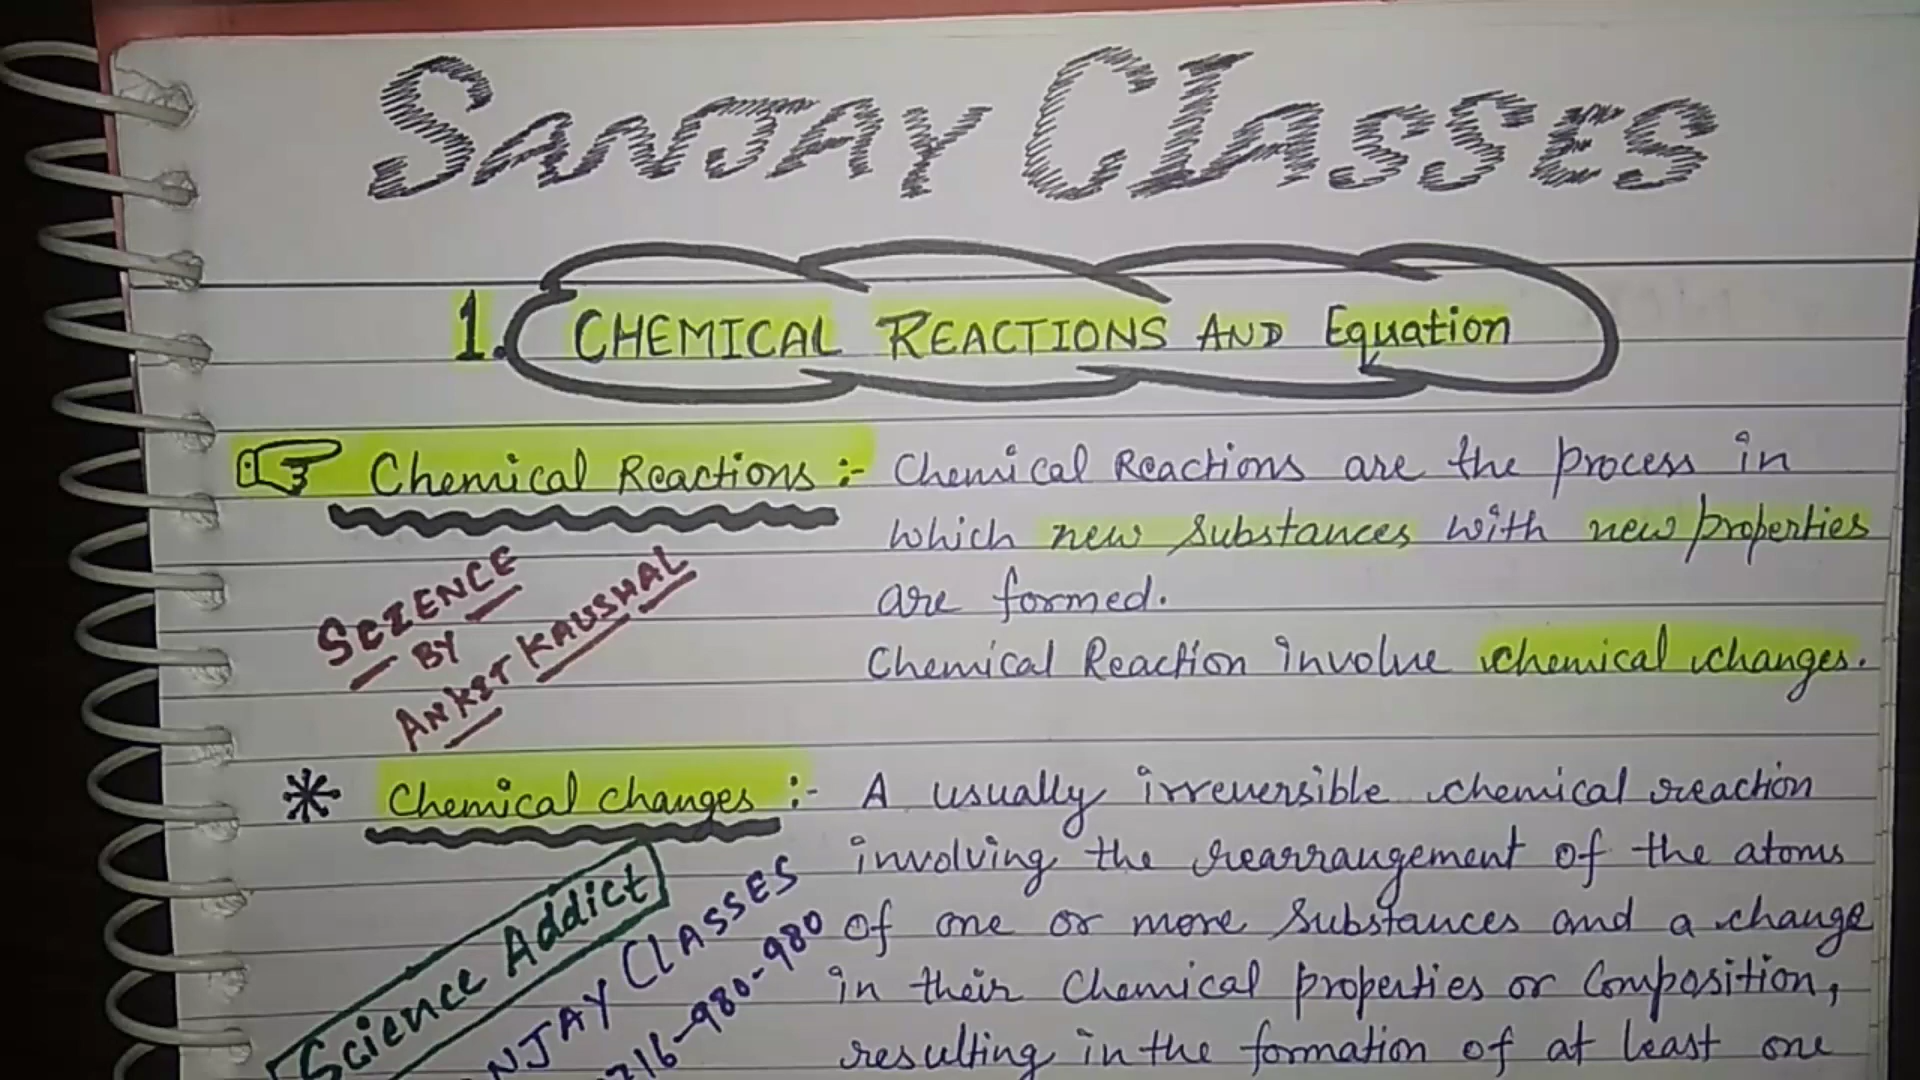 SANJAY CLASSES
1. CHEMICAL REACTIONS AND Equation
Chemical Reactions :- Chemical Reactions are the process in
which new substances with new properties
are formed.
Chemical Reaction involve chemical changes.
SCIENCE
BY
ANKIT KAUSHAL
* Chemical changes :- A usually irreversible chemical reaction
involving the rearrangement of the atoms
of one or more substances and a change
in their chemical properties or composition,
resulting in the formation of at least one
Science Addict
NJAY CLASSES
216-980-980